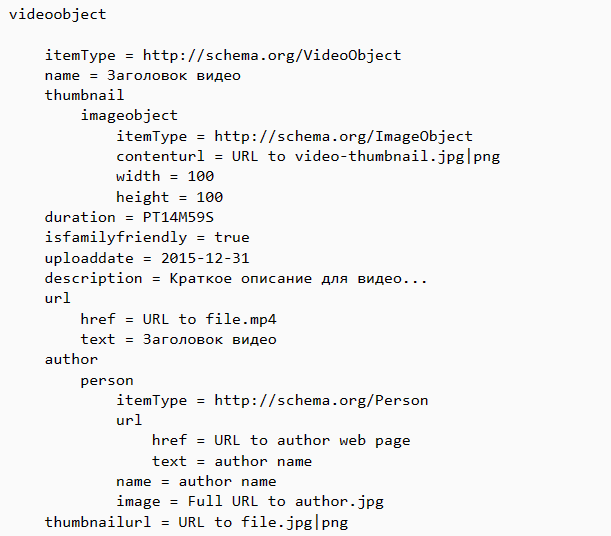 videoobject
itemType = http://schema.org/VideoObject
name = Заголовок видео
thumbnail
imageobject
itemType = http://schema.org/ImageObject
contenturl = URL to video-thumbnail.jpg|png
width = 100
height = 100
duration = PT14M59S
isfamilyfriendly = true
uploaddate = 2015-12-31
description = Краткое описание для видео...
url
href = URL to file.mp4
text = Заголовок видео
author
person
itemType = http://schema.org/Person
url
href = URL to author web page
text = author name
name = author name
image = Full URL to author.jpg
thumbnailurl = URL to file.jpg|png